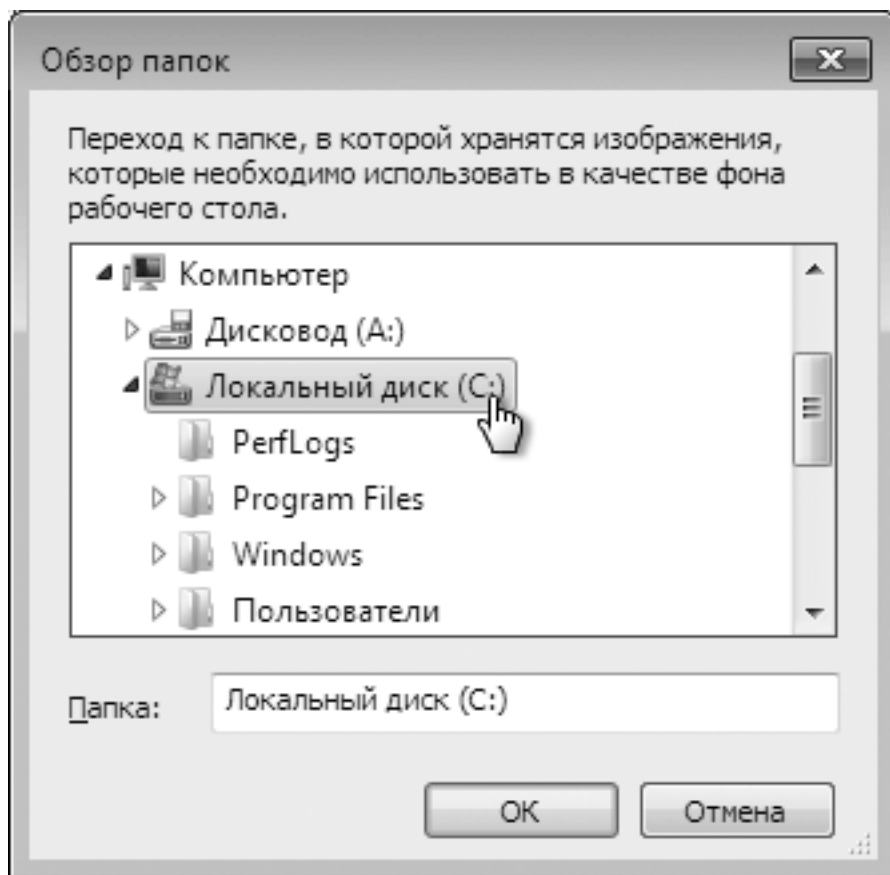 Обзор папок
Переход к папке, в которой хранятся изображения,
которые необходимо использовать в качестве фона
рабочего стола.
Компьютер
Дисковод (A:)
Локальный диск (C:)
PerfLogs
Program Files
Windows
Пользователи
Папка: Локальный диск (C:)
ОК Отмена